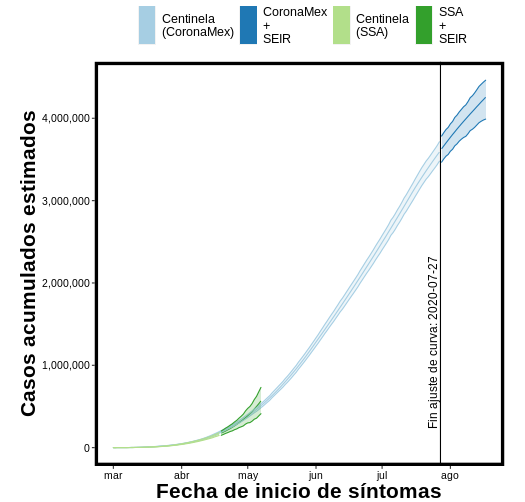 Centinela
(CoronaMex)
CoronaMex
+
SEIR
Centinela
(SSA)
SSA
+
SEIR
Casos acumulados estimados
4,000,000
3,000,000
2,000,000
1,000,000
0
Fin ajuste de curva: 2020-07-27
mar
abr
may
jun
jul
ago
Fecha de inicio de síntomas